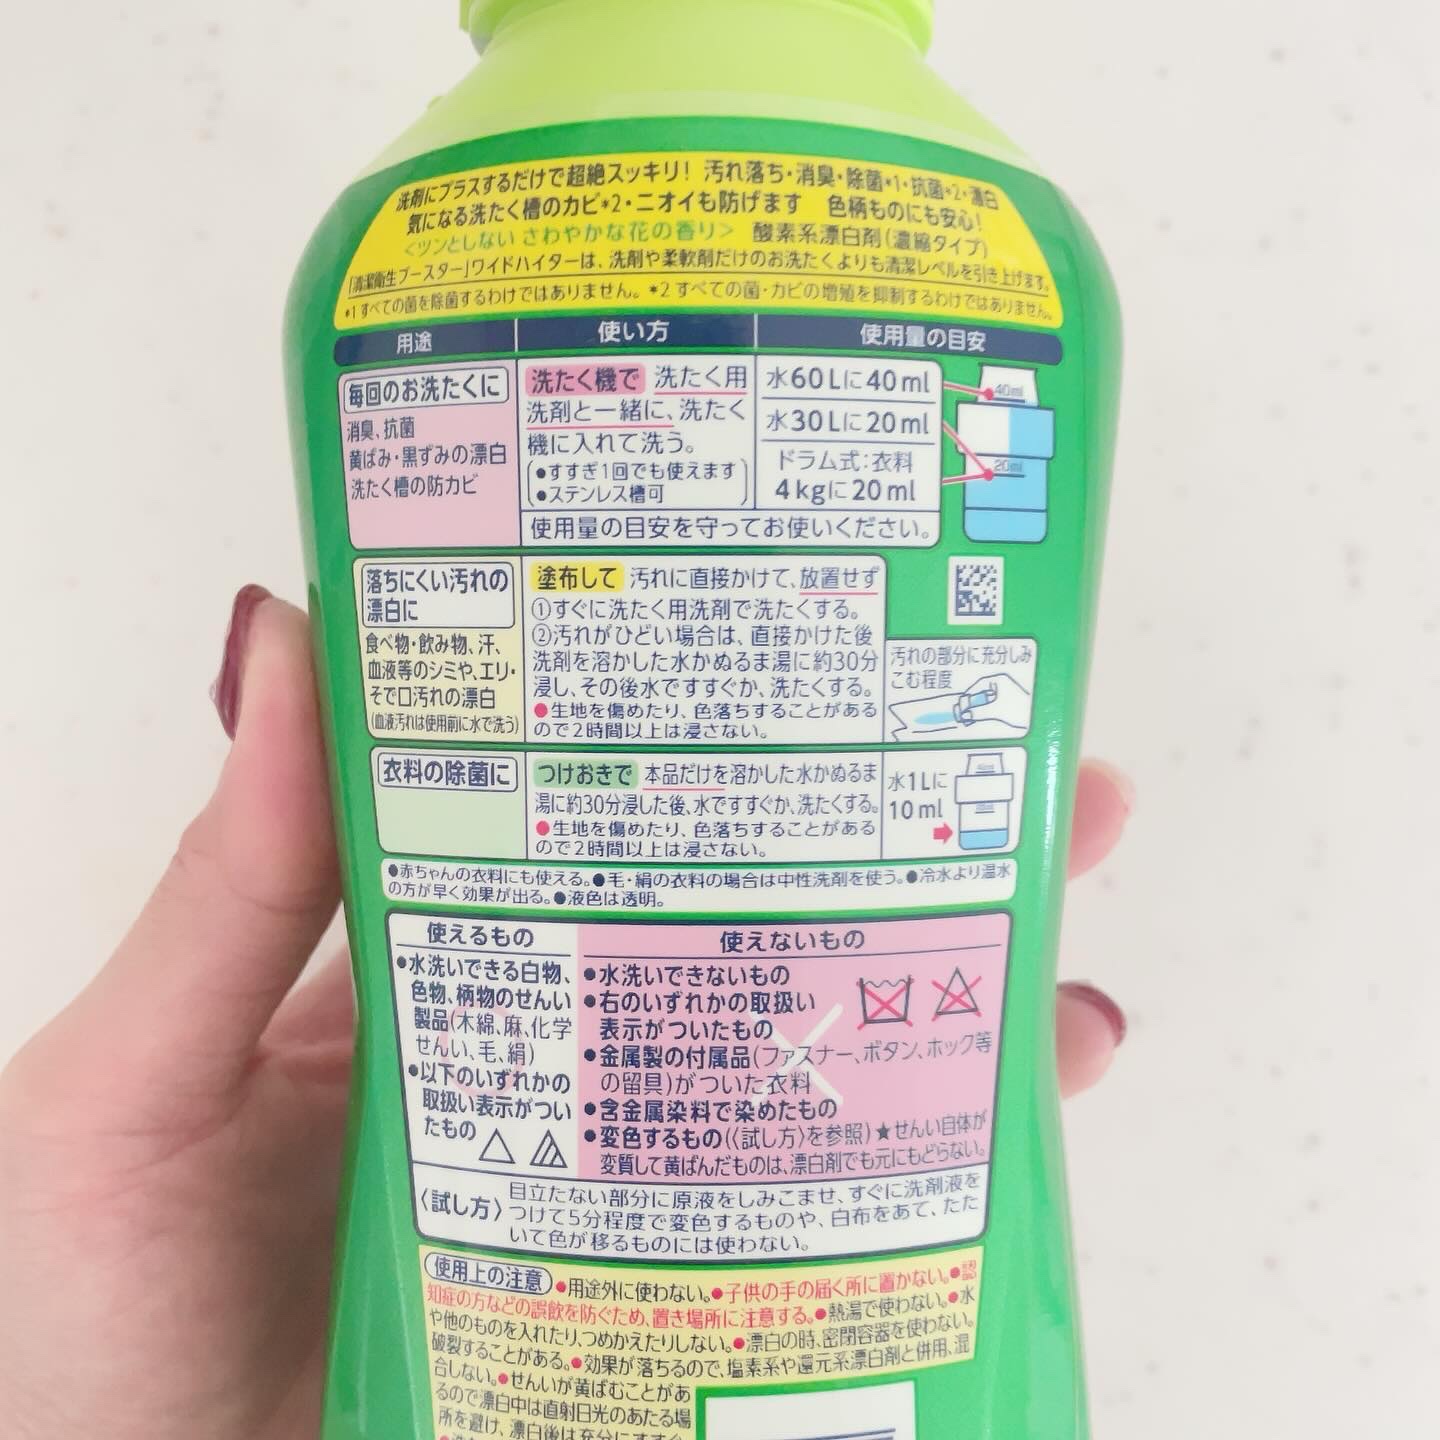 洗剤にプラスするだけで超絶スッキリ! 汚れ落ち・消臭・除菌*1・抗菌*2・漂白
気になる洗たく槽のカビ*2・ニオイも防げます 色柄ものにも安心!
<ツンとしない さわやかな花の香り> 酸素系漂白剤(濃縮タイプ)
「清潔衛生ブースター」ワイドハイターは、洗剤や柔軟剤だけのお洗たくよりも清潔レベルを引き上げます。
*1 すべての菌を除菌するわけではありません。*2 すべての菌・カビの増殖を抑制するわけではありません。
用途 使い方 使用量の目安
毎回のお洗たくに
消臭、抗菌
黄ばみ・黒ずみの漂白
洗たく槽の防カビ
洗たく機で 洗たく用
洗剤と一緒に、洗たく
機に入れて洗う。
●すすぎ1回でも使えます
●ステンレス槽可
水60Lに40ml
水30Lに20ml
ドラム式:衣料
4kgに20ml
40ml
20ml
使用量の目安を守ってお使いください。
落ちにくい汚れの
漂白に
食べ物・飲み物、汗、
血液等のシミや、エリ・
そで口汚れの漂白
(血液汚れは使用前に水で洗う)
塗布して 汚れに直接かけて、放置せず
①すぐに洗たく用洗剤で洗たくする。
②汚れがひどい場合は、直接かけた後
洗剤を溶かした水かぬるま湯に約30分
浸し、その後水ですすぐか、洗たくする。
●生地を傷めたり、色落ちすることがある
ので2時間以上は浸さない。
汚れの部分に充分しみ
こむ程度
衣料の除菌に
つけおきで 本品だけを溶かした水かぬるま
湯に約30分浸した後、水ですすぐか、洗たくする。
●生地を傷めたり、色落ちすることがある
ので2時間以上は浸さない。
水1Lに
10ml
●赤ちゃんの衣料にも使える。●毛・絹の衣料の場合は中性洗剤を使う。●冷水より温水
の方が早く効果が出る。●液色は透明。
使えるもの
●水洗いできる白物、
色物、柄物のせんい
製品(木綿、麻、化学
せんい、毛、絹)
●以下のいずれかの
取扱い表示がつい
たもの
使えないもの
●水洗いできないもの
●右のいずれかの取扱い
表示がついたもの
●金属製の付属品(ファスナー、ボタン、ホック等
の留具)がついた衣料
●含金属染料で染めたもの
●変色するもの(〈試し方〉を参照)★せんい自体が
変質して黄ばんだものは、漂白剤でも元にもどらない。
〈試し方〉
目立たない部分に原液をしみこませ、すぐに洗剤液を
つけて5分程度で変色するものや、白布をあて、たた
いて色が移るものには使わない。
使用上の注意 ●用途外に使わない。●子供の手の届く所に置かない。●認
知症の方などの誤飲を防ぐため、置き場所に注意する。●熱湯で使わない。●水
や他のものを入れたり、つめかえたりしない。●漂白の時、密閉容器を使わない。
破裂することがある。●効果が落ちるので、塩素系や還元系漂白剤と併用、混
合しない。●せんいが黄ばむことがあ
るので漂白中は直射日光のあたる場
所を避け、漂白後は充分にすすぐ